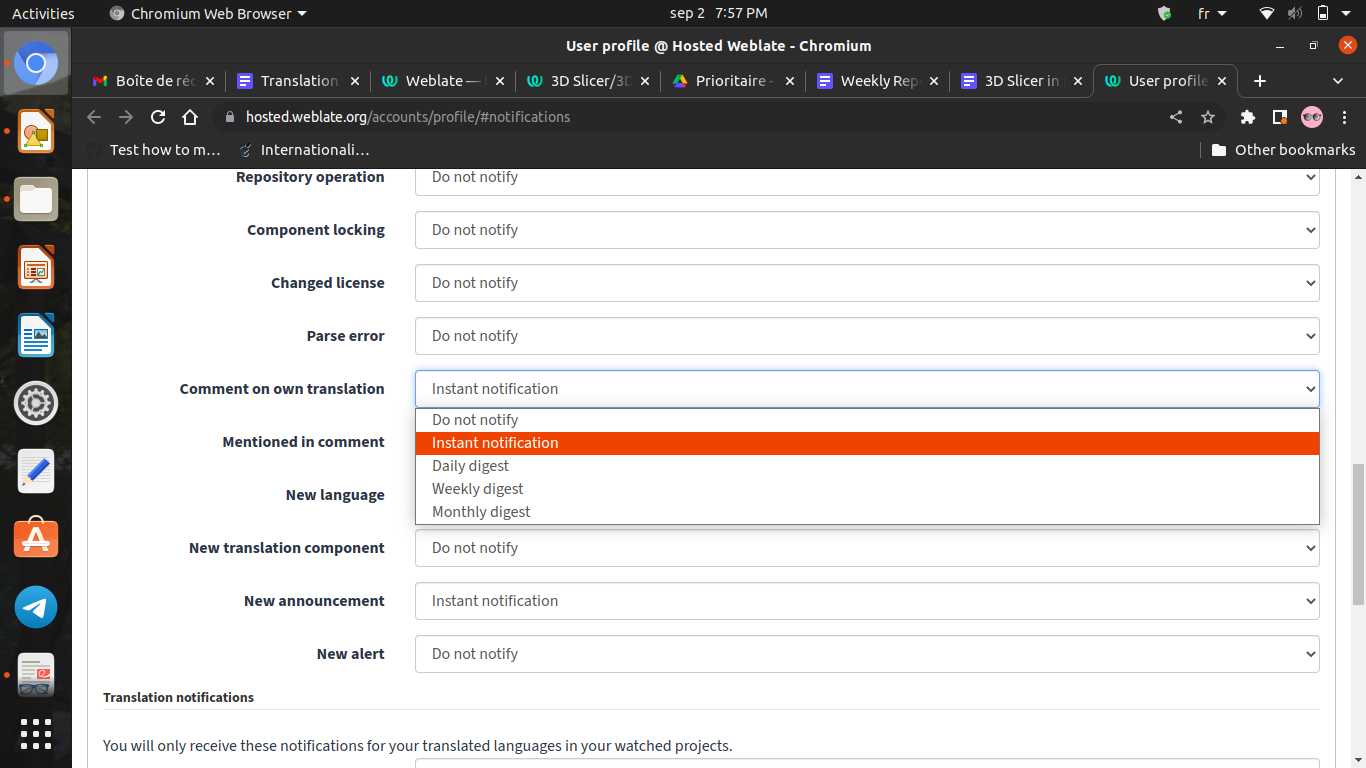 Activities Chromium Web Browser sep 2 7:57 PM fr
User profile @ Hosted Weblate - Chromium
Boîte de réc Translation Weblate — 3D Slicer/3D Prioritaire - Weekly Rep 3D Slicer in User profile
hosted.weblate.org/accounts/profile/#notifications
Test how to m... Internationali... Other bookmarks
Repository operation Do not notify
Component locking Do not notify
Changed license Do not notify
Parse error Do not notify
Comment on own translation Instant notification
Do not notify
Mentioned in comment Instant notification
Daily digest
New language Weekly digest
Monthly digest
New translation component Do not notify
New announcement Instant notification
New alert Do not notify
Translation notifications
You will only receive these notifications for your translated languages in your watched projects.